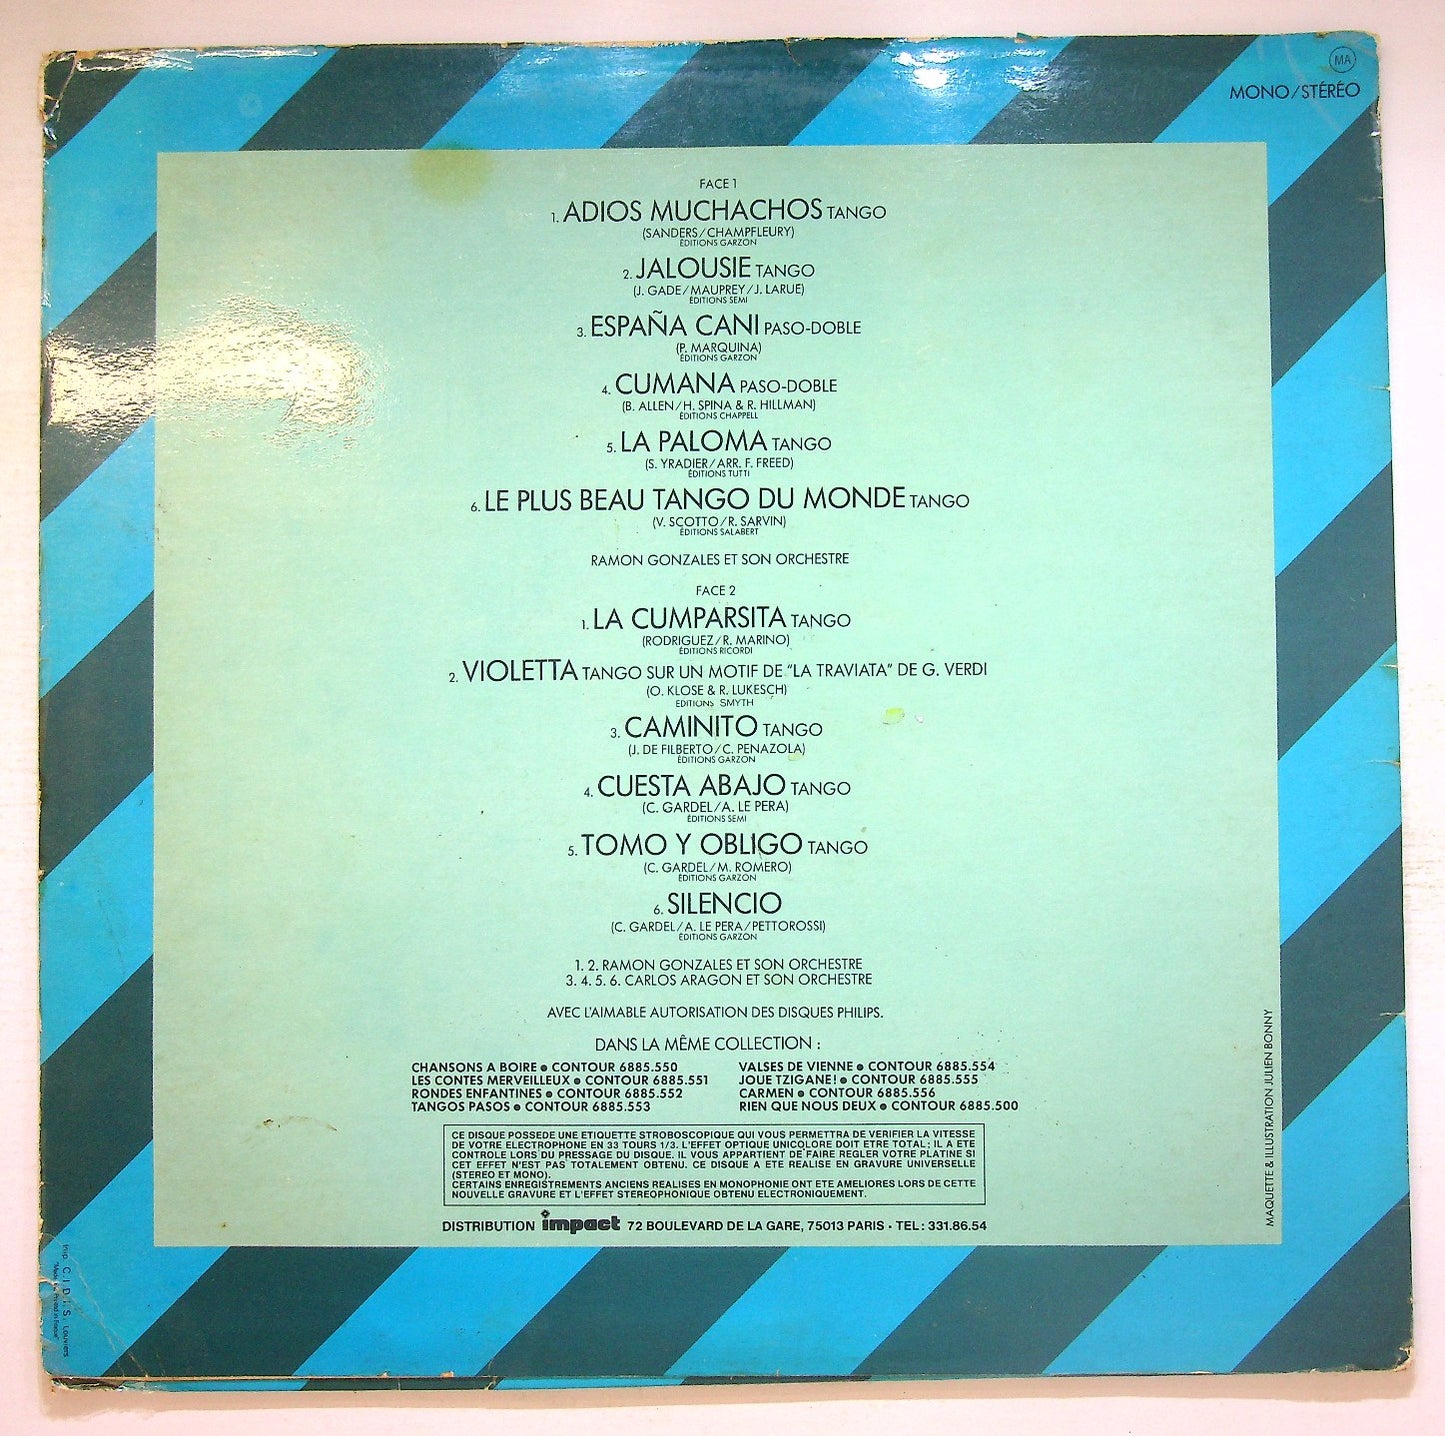 MA
MONO/STÉRÉO
FACE 1
1. ADIOS MUCHACHOS TANGO
(SANDERS/CHAMPFLEURY)
ÉDITIONS GARZON
2. JALOUSIE TANGO
(J. GADE/MAUPREY/J. LARUE)
ÉDITIONS SEMI
3. ESPAÑA CANI PASO-DOBLE
(P. MARQUINA)
ÉDITIONS GARZON
4. CUMANA PASO-DOBLE
(B. ALLEN/H. SPINA & R. HILLMAN)
ÉDITIONS CHAPPELL
5. LA PALOMA TANGO
(S. YRADIER/ARR. F. FREED)
ÉDITIONS TUTTI
6. LE PLUS BEAU TANGO DU MONDE TANGO
(V. SCOTTO/R. SARVIN)
ÉDITIONS SALABERT
RAMON GONZALES ET SON ORCHESTRE
FACE 2
1. LA CUMPARSITA TANGO
(RODRIGUEZ/R. MARINO)
ÉDITIONS RICORDI
2. VIOLETTA TANGO SUR UN MOTIF DE "LA TRAVIATA" DE G. VERDI
(O. KLOSE & R. LUKESCH)
EDITIONS SMYTH
3. CAMINITO TANGO
(J. DE FILBERTO/C. PENAZOLA)
ÉDITIONS GARZON
4. CUESTA ABAJO TANGO
(C. GARDEL/A. LE PERA)
ÉDITIONS SEMI
5. TOMO Y OBLIGO TANGO
(C. GARDEL/M. ROMERO)
ÉDITIONS GARZON
6. SILENCIO
(C. GARDEL/A. LE PERA/PETTOROSSI)
ÉDITIONS GARZON
1. 2. RAMON GONZALES ET SON ORCHESTRE
3. 4. 5. 6. CARLOS ARAGON ET SON ORCHESTRE
AVEC L'AIMABLE AUTORISATION DES DISQUES PHILIPS.
DANS LA MÊME COLLECTION :
CHANSONS A BOIRE • CONTOUR 6885.550
LES CONTES MERVEILLEUX • CONTOUR 6885.551
RONDES ENFANTINES • CONTOUR 6885.552
TANGOS PASOS • CONTOUR 6885.553
VALSES DE VIENNE • CONTOUR 6885.554
JOUE TZIGANE! • CONTOUR 6885.555
CARMEN • CONTOUR 6885.556
RIEN QUE NOUS DEUX • CONTOUR 6885.500
CE DISQUE POSSEDE UNE ETIQUETTE STROBOSCOPIQUE QUI VOUS PERMETTRA DE VERIFIER LA VITESSE
DE VOTRE ELECTROPHONE EN 33 TOURS 1/3. L'EFFET OPTIQUE UNICOLORE DOIT ETRE TOTAL; IL A ETE
CONTROLE LORS DU PRESSAGE DU DISQUE. IL VOUS APPARTIENT DE FAIRE REGLER VOTRE PLATINE SI
CET EFFET N'EST PAS TOTALEMENT OBTENU. CE DISQUE A ETE REALISE EN GRAVURE UNIVERSELLE
(STEREO ET MONO).
CERTAINS ENREGISTREMENTS ANCIENS REALISES EN MONOPHONIE ONT ETE AMELIORES LORS DE CETTE
NOUVELLE GRAVURE ET L'EFFET STEREOPHONIQUE OBTENU ELECTRONIQUEMENT.
DISTRIBUTION impact 72 BOULEVARD DE LA GARE, 75013 PARIS - TEL : 331.86.54
MAQUETTE & ILLUSTRATION JULIEN BONNY
Imp. C.I.D.I.S. Louviers